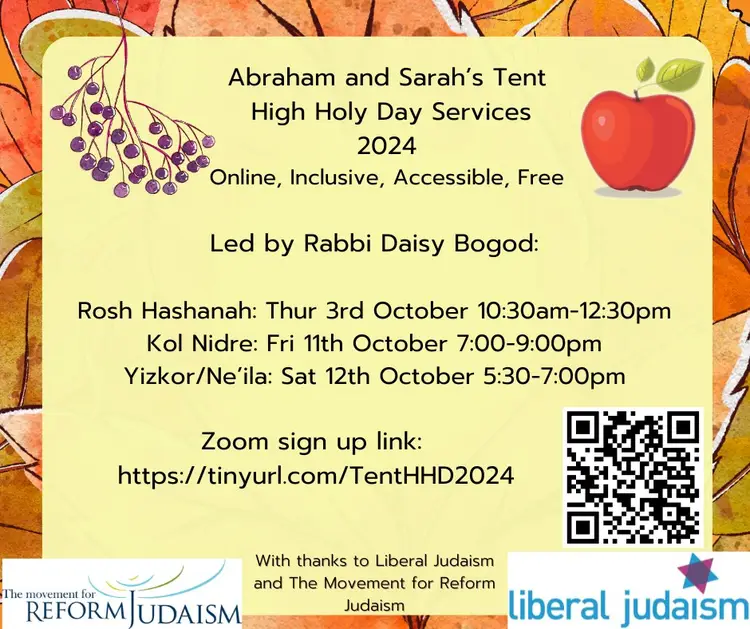 Abraham and Sarah's Tent
High Holy Day Services
2024
Online, Inclusive, Accessible, Free
Led by Rabbi Daisy Bogod:
Rosh Hashanah: Thur 3rd October 10:30am-12:30pm
Kol Nidre: Fri 11th October 7:00-9:00pm
Yizkor/Ne'ila: Sat 12th October 5:30-7:00pm
Zoom sign up link:
https://tinyurl.com/TentHHD2024
With thanks to Liberal Judaism
and The Movement for Reform
Judaism
The movement for
REFORM JUDAISM
liberal judaism